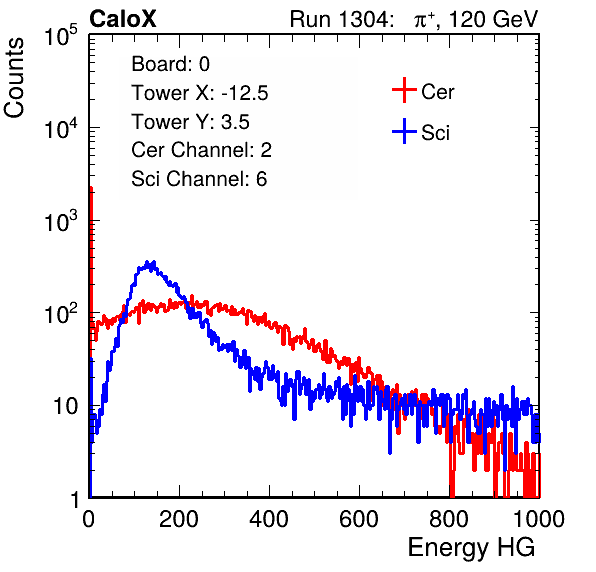 CaloX Run 1304: π⁺, 120 GeV
Counts
10⁵
10⁴
10³
10²
10
1
Board: 0
Tower X: -12.5
Tower Y: 3.5
Cer Channel: 2
Sci Channel: 6
Cer
Sci
0 200 400 600 800 1000
Energy HG